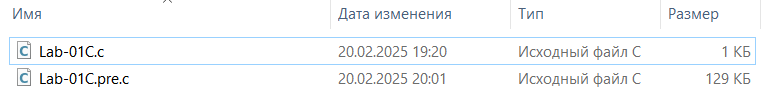 Имя Дата изменения Тип Размер
Lab-01C.c 20.02.2025 19:20 Исходный файл C 1 КБ
Lab-01C.pre.c 20.02.2025 20:01 Исходный файл C 129 КБ